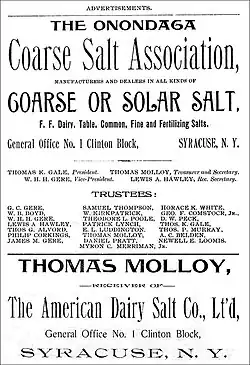 ADVERTISEMENTS.
THE ONONDAGA
Coarse Salt Association,
MANUFACTURERS AND DEALERS IN ALL KINDS OF
COARSE OR SOLAR SALT,
F. F. Dairy, Table, Common, Fine and Fertilizing Salts.
General Office No. 1 Clinton Block, SYRACUSE, N. Y.
THOMAS K. GALE, President. THOMAS MOLLOY, Treasurer and Secretary.
W. H. H. GERE, Vice-President. LEWIS A. HAWLEY, Rec. Secretary.
TRUSTEES:
G. C. GERE, SAMUEL THOMPSON, HORACE K. WHITE,
W. B. BOYD, W. KIRKPATRICK, GEO. F. COMSTOCK, Jr.,
W. H. H. GERE, THEODORE L. POOLE, D. W. PECK,
LEWIS A. HAWLEY, PATRICK LYNCH, THOS. K. GALE,
THOS. G. ALVORD, E. L. LUDDINGTON, THOS. P. MURRAY,
PHILIP CORKINGS, THOMAS MOLLOY, A. C. BELDEN,
JAMES M. GERE, DANIEL PRATT, NEWELL E. LOOMIS.
MYRON C. MERRIMAN, Jr.
THOMAS MOLLOY,
—RECEIVER OF—
The American Dairy Salt Co., Lt'd,
General Office No. 1 Clinton Block,
SYRACUSE, N. Y.